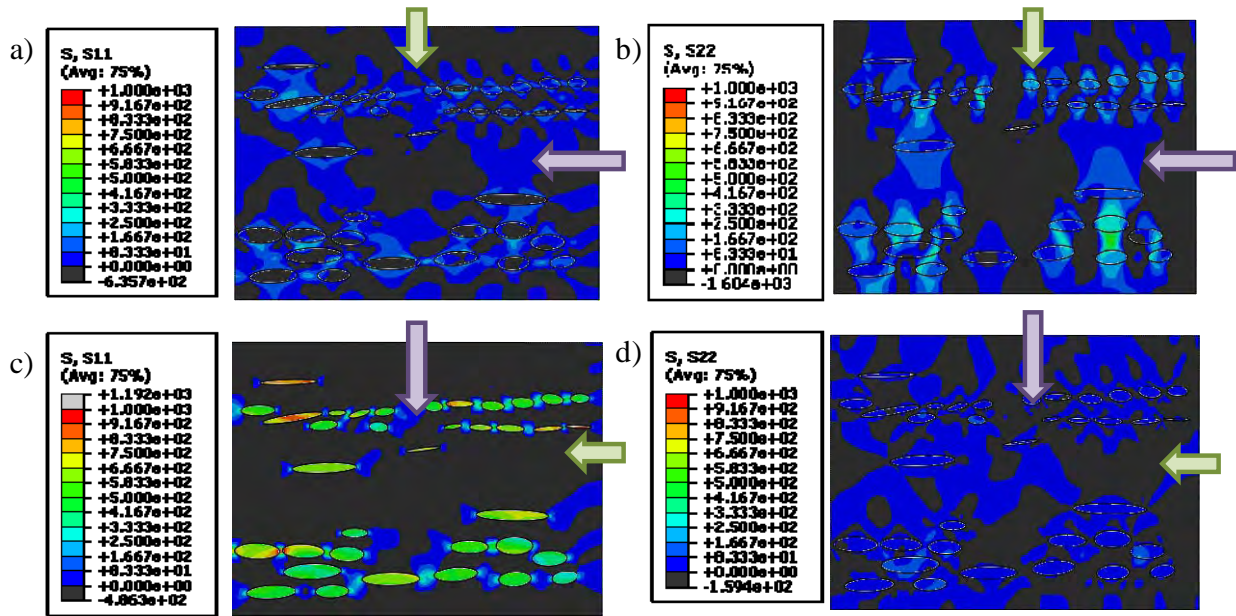 a)
S, S11
(Avg: 75%)
+1.000e+03
+9.167e+02
+8.333e+02
+7.500e+02
+6.667e+02
+5.833e+02
+5.000e+02
+4.167e+02
+3.333e+02
+2.500e+02
+1.667e+02
+8.333e+01
+0.000e+00
-6.357e+02
b)
S, S22
(Avg: 75%)
+1.000e+03
+9.167e+02
+8.333e+02
+7.500e+02
+6.667e+02
+5.833e+02
+5.000e+02
+4.167e+02
+3.333e+02
+2.500e+02
+1.667e+02
+8.333e+01
+0.000e+00
-1.604e+03
c)
S, S11
(Avg: 75%)
+1.192e+03
+1.000e+03
+9.167e+02
+8.333e+02
+7.500e+02
+6.667e+02
+5.833e+02
+5.000e+02
+4.167e+02
+3.333e+02
+2.500e+02
+1.667e+02
+8.333e+01
+0.000e+00
-4.863e+02
d)
S, S22
(Avg: 75%)
+1.000e+03
+9.167e+02
+8.333e+02
+7.500e+02
+6.667e+02
+5.833e+02
+5.000e+02
+4.167e+02
+3.333e+02
+2.500e+02
+1.667e+02
+8.333e+01
+0.000e+00
-1.594e+02